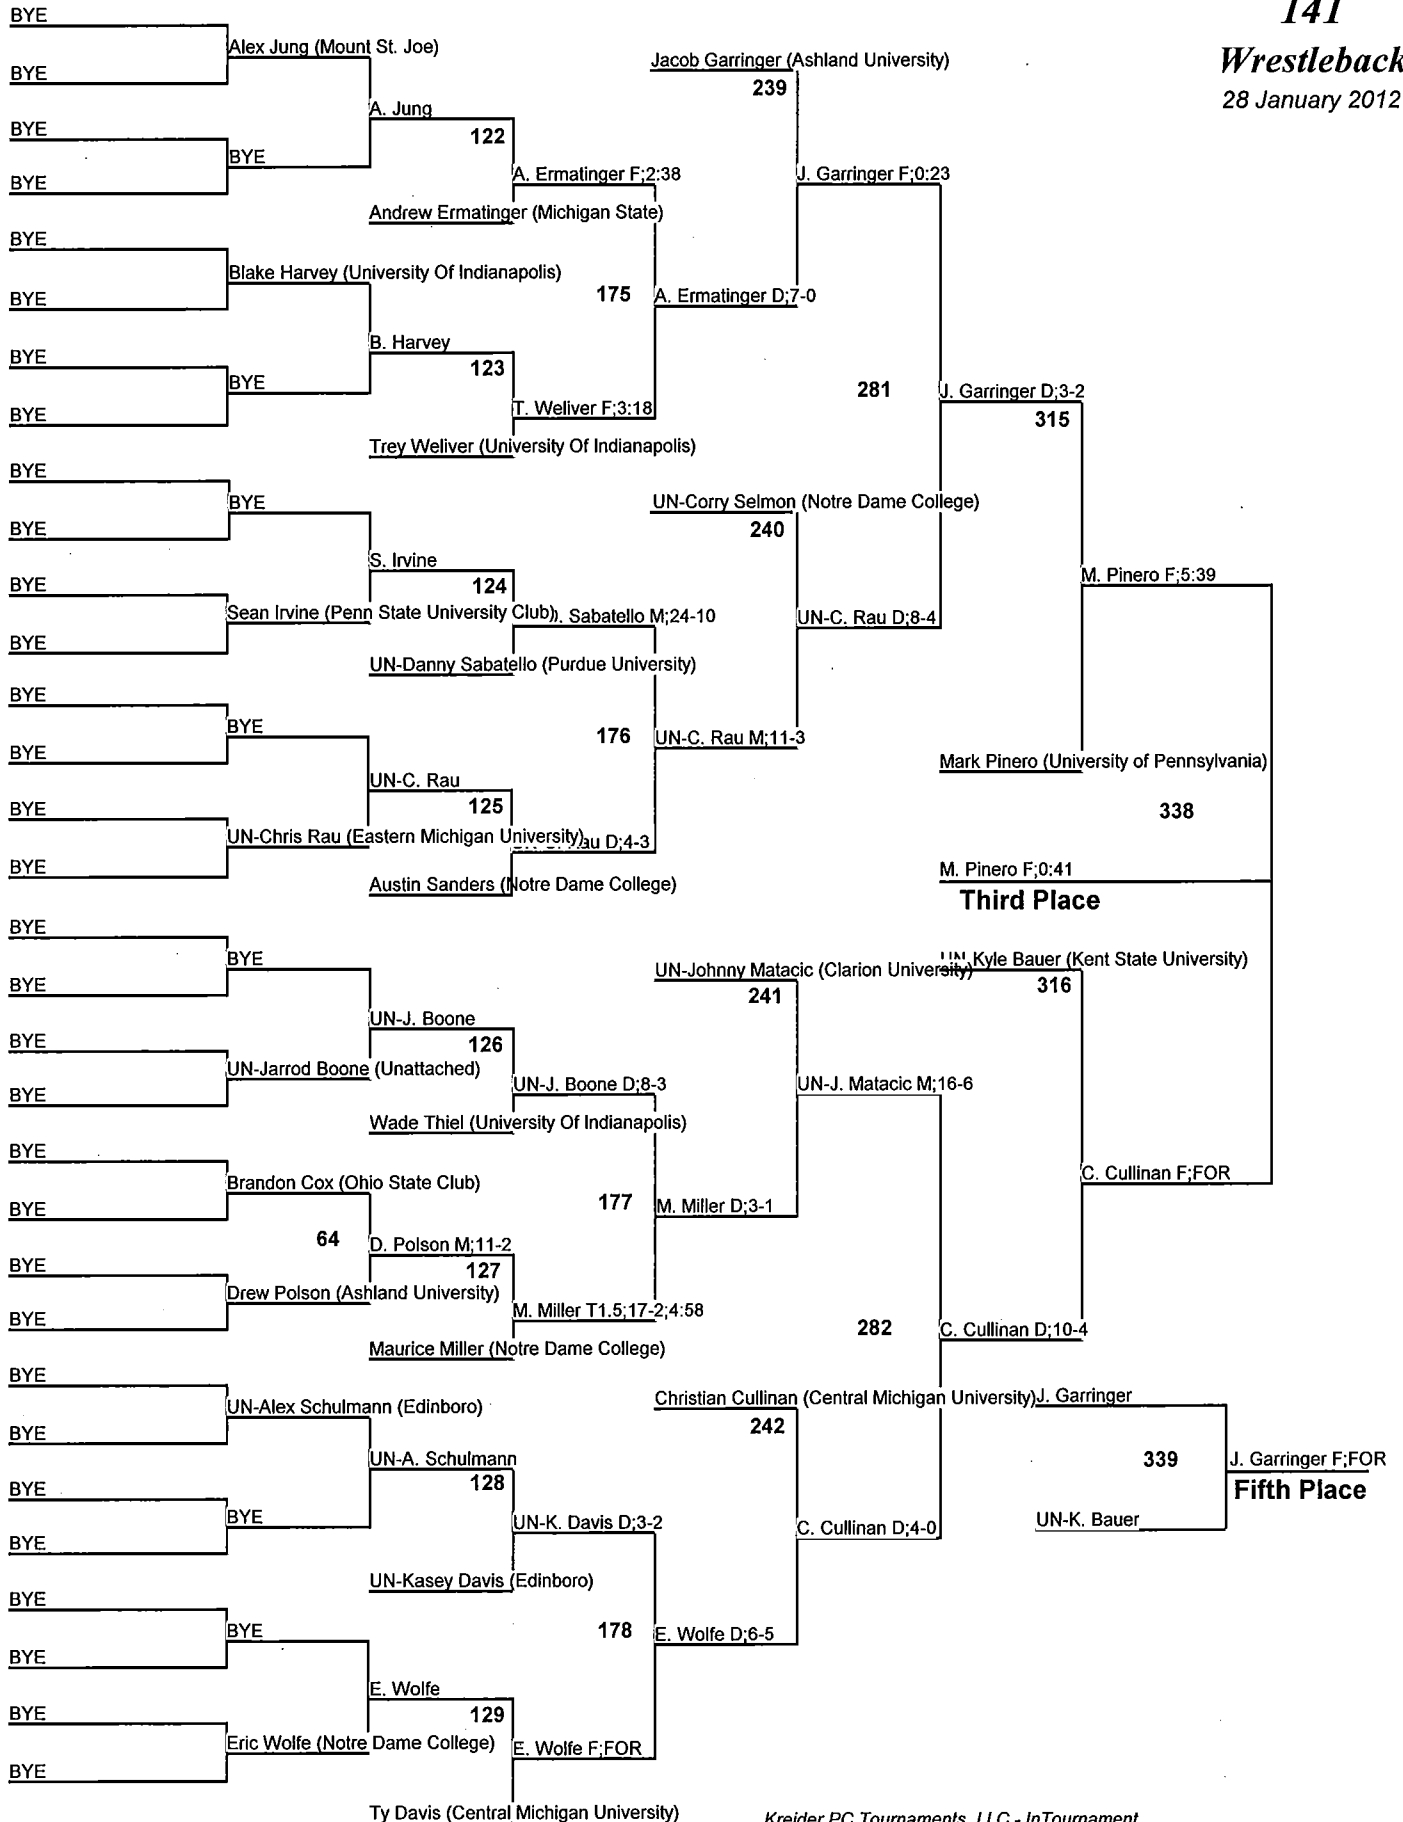 141
Wrestleback
28 January 2012
BYE
Alex Jung (Mount St. Joe)
BYE
Jacob Garringer (Ashland University)
239
A. Jung
122
BYE
BYE
BYE
A. Ermatinger F;2:38
J. Garringer F;0:23
Andrew Ermatinger (Michigan State)
BYE
Blake Harvey (University Of Indianapolis)
BYE
175
A. Ermatinger D;7-0
B. Harvey
123
BYE
BYE
BYE
281
J. Garringer D;3-2
315
T. Weliver F;3:18
Trey Weliver (University Of Indianapolis)
BYE
BYE
BYE
UN-Corry Selmon (Notre Dame College)
240
S. Irvine
124
M. Pinero F;5:39
BYE
Sean Irvine (Penn State University Club)
. Sabatello M;24-10
UN-C. Rau D;8-4
BYE
UN-Danny Sabatello (Purdue University)
BYE
BYE
BYE
176
UN-C. Rau M;11-3
Mark Pinero (University of Pennsylvania)
UN-C. Rau
125
338
BYE
UN-Chris Rau (Eastern Michigan University)
au D;4-3
BYE
M. Pinero F;0:41
Third Place
Austin Sanders (Notre Dame College)
BYE
BYE
BYE
UN-Johnny Matacic (Clarion University)
241
UN-Kyle Bauer (Kent State University)
316
UN-J. Boone
126
BYE
UN-Jarrod Boone (Unattached)
BYE
UN-J. Boone D;8-3
UN-J. Matacic M;16-6
Wade Thiel (University Of Indianapolis)
BYE
Brandon Cox (Ohio State Club)
BYE
C. Cullinan F;FOR
177
M. Miller D;3-1
64
D. Polson M;11-2
127
BYE
Drew Polson (Ashland University)
BYE
M. Miller T1.5;17-2;4:58
282
C. Cullinan D;10-4
Maurice Miller (Notre Dame College)
BYE
UN-Alex Schulmann (Edinboro)
BYE
Christian Cullinan (Central Michigan University)
242
J. Garringer
UN-A. Schulmann
128
339
J. Garringer F;FOR
Fifth Place
BYE
BYE
BYE
UN-K. Davis D;3-2
C. Cullinan D;4-0
UN-K. Bauer
UN-Kasey Davis (Edinboro)
BYE
BYE
BYE
178
E. Wolfe D;6-5
E. Wolfe
129
BYE
Eric Wolfe (Notre Dame College)
BYE
E. Wolfe F;FOR
Ty Davis (Central Michigan University)
Kreider PC Tournaments, LLC - InTournament